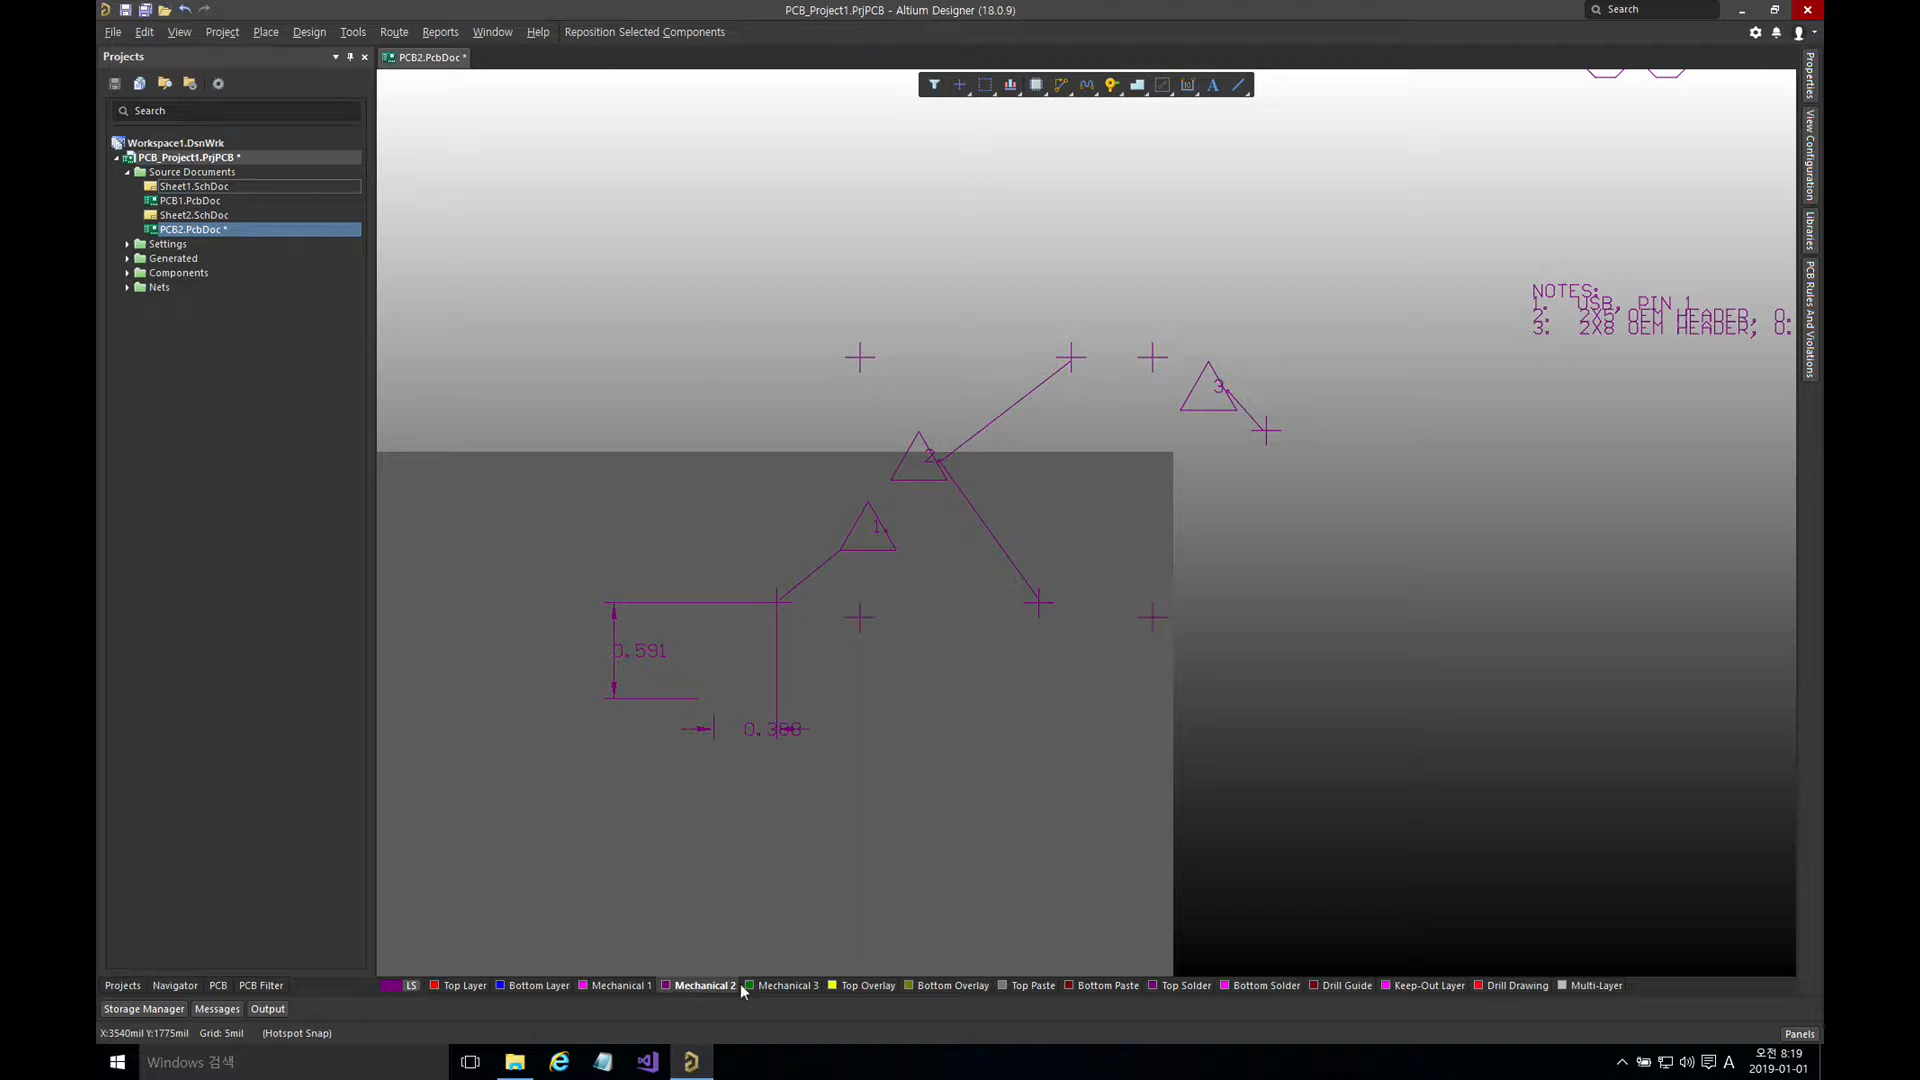 PCB_Project1.PrjPCB - Altium Designer (18.0.9)
Search
File Edit View Project Place Design Tools Route Reports Window Help Reposition Selected Components
Projects
PCB2.PcbDoc *
Search
Workspace1.DsnWrk
PCB_Project1.PrjPCB *
Source Documents
Sheet1.SchDoc
PCB1.PcbDoc
Sheet2.SchDoc
PCB2.PcbDoc *
Settings
Generated
Components
Nets
Properties
View Configuration
Libraries
PCB Rules And Violations
NOTES:
1. USB, PIN 1
2. 2X5 OEM HEADER, 0.
3. 2X8 OEM HEADER, 0.
3.
2.
1.
0.591
Projects Navigator PCB PCB Filter
LS Top Layer Bottom Layer Mechanical 1 Mechanical 2 Mechanical 3 Top Overlay Bottom Overlay Top Paste Bottom Paste Top Solder Bottom Solder Drill Guide Keep-Out Layer Drill Drawing Multi-Layer
Storage Manager Messages Output
X:3540mil Y:1775mil Grid: 5mil (Hotspot Snap)
Panels
Windows 검색
A
오전 8:19
2019-01-01